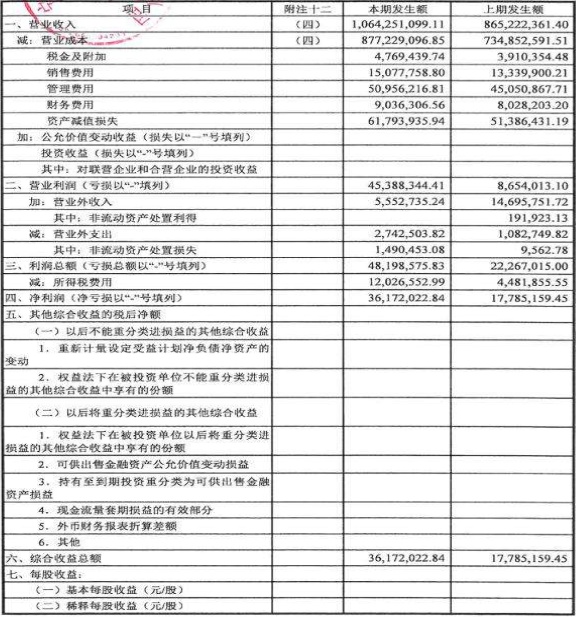 项目 附注十二 本期发生额 上期发生额
一、营业收入 （四） 1,064,251,099.11 865,222,361.40
减：营业成本 （四） 877,229,096.85 734,852,591.51
税金及附加 4,769,439.74 3,910,354.48
销售费用 15,077,758.80 13,339,900.21
管理费用 50,956,216.81 45,050,867.71
财务费用 9,036,306.56 8,028,203.20
资产减值损失 61,793,935.94 51,386,431.19
加：公允价值变动收益（损失以“一”号填列）
投资收益（损失以“-”号填列）
其中：对联营企业和合营企业的投资收益
二、营业利润（亏损以“-”填列） 45,388,344.41 8,654,013.10
加：营业外收入 5,552,735.24 14,695,751.72
其中：非流动资产处置利得 191,923.13
减：营业外支出 2,742,503.82 1,082,749.82
其中：非流动资产处置损失 1,490,453.08 9,562.78
三、利润总额（亏损总额以“-”号填列） 48,198,575.83 22,267,015.00
减：所得税费用 12,026,552.99 4,481,855.55
四、净利润（净亏损以“-”号填列） 36,172,022.84 17,785,159.45
五、其他综合收益的税后净额
（一）以后不能重分类进损益的其他综合收益
1．重新计量设定受益计划净负债净资产的
变动
2．权益法下在被投资单位不能重分类进损
益的其他综合收益中享有的份额
（二）以后将重分类进损益的其他综合收益
1．权益法下在被投资单位以后将重分类进
损益的其他综合收益中享有的份额
2．可供出售金融资产公允价值变动损益
3．持有至到期投资重分类为可供出售金融
资产损益
4．现金流量套期损益的有效部分
5．外币财务报表折算差额
6．其他
六、综合收益总额 36,172,022.84 17,785,159.45
七、每股收益：
（一）基本每股收益（元/股）
（二）稀释每股收益（元/股）